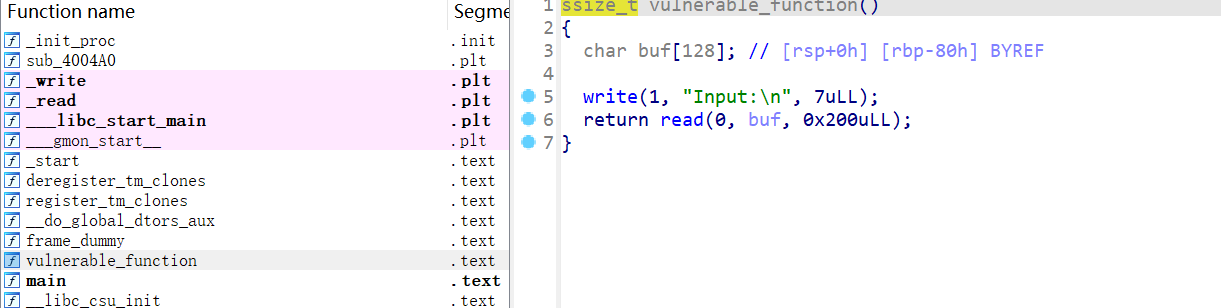 Function name Segme
_init_proc .init
sub_4004A0 .plt
_write .plt
_read .plt
___libc_start_main .plt
___gmon_start__ .plt
_start .text
deregister_tm_clones .text
register_tm_clones .text
__do_global_dtors_aux .text
frame_dummy .text
vulnerable_function .text
main .text
__libc_csu_init .text
1 ssize_t vulnerable_function()
2 {
3 char buf[128]; // [rsp+0h] [rbp-80h] BYREF
4
5 write(1, "Input:\n", 7uLL);
6 return read(0, buf, 0x200uLL);
7 }